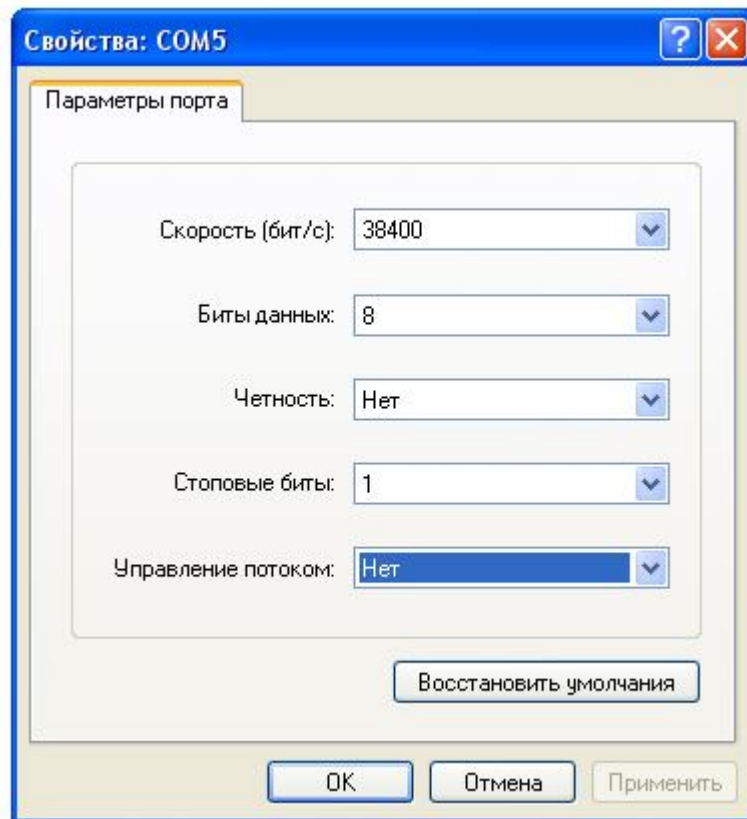 Свойства: COM5
Параметры порта
Скорость (бит/с): 38400
Биты данных: 8
Четность: Нет
Стоповые биты: 1
Управление потоком: Нет
Восстановить умолчания
OK Отмена Применить